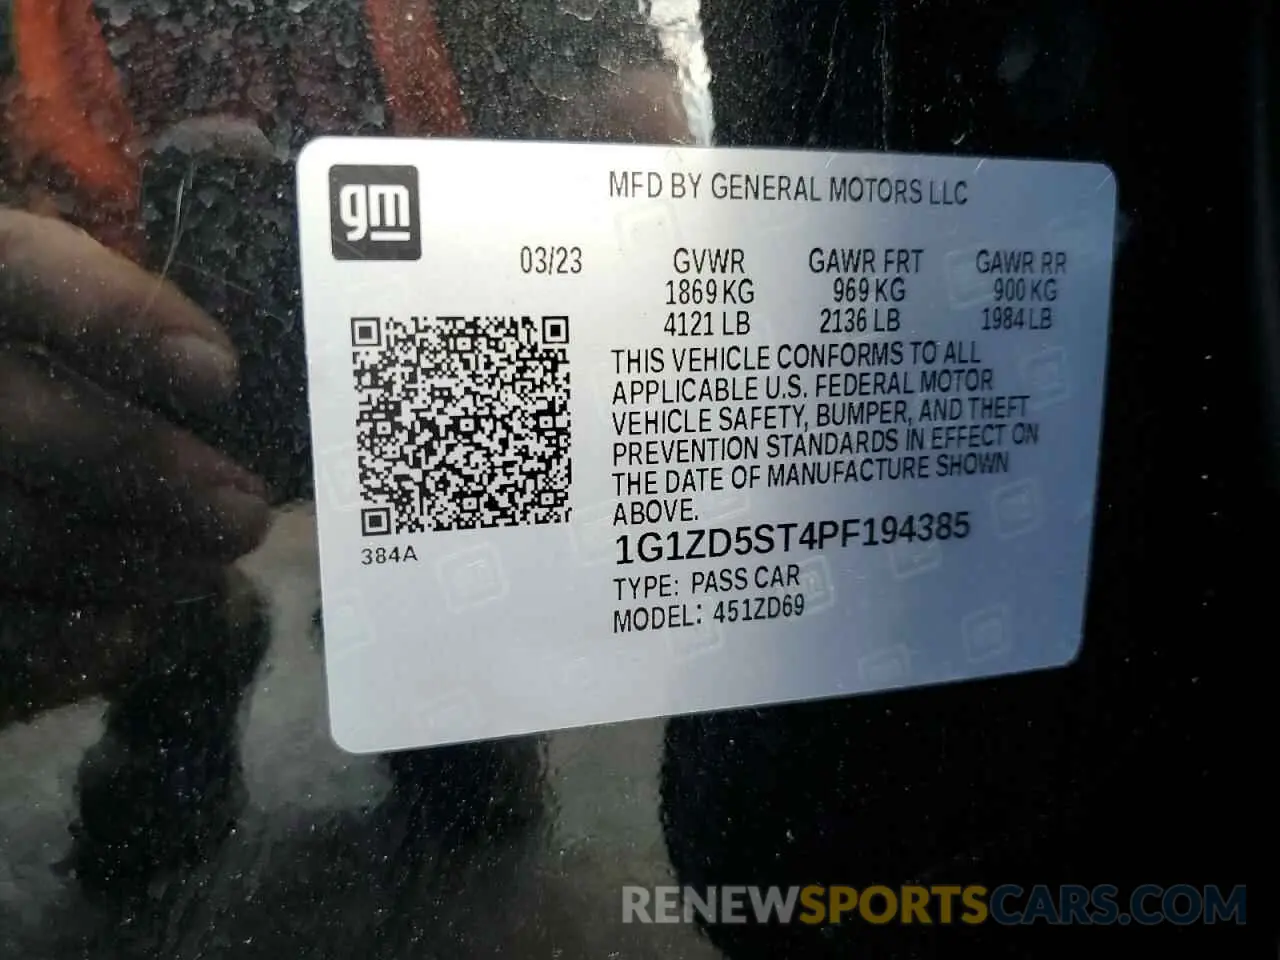 gm
MFD BY GENERAL MOTORS LLC
03/23 GVWR GAWR FRT GAWR RR
1869 KG 969 KG 900 KG
4121 LB 2136 LB 1984 LB
THIS VEHICLE CONFORMS TO ALL
APPLICABLE U.S. FEDERAL MOTOR
VEHICLE SAFETY, BUMPER, AND THEFT
PREVENTION STANDARDS IN EFFECT ON
THE DATE OF MANUFACTURE SHOWN
ABOVE.
1G1ZD5ST4PF194385
TYPE: PASS CAR
MODEL: 451ZD69
384A
RENEWSPORTSCARS.COM